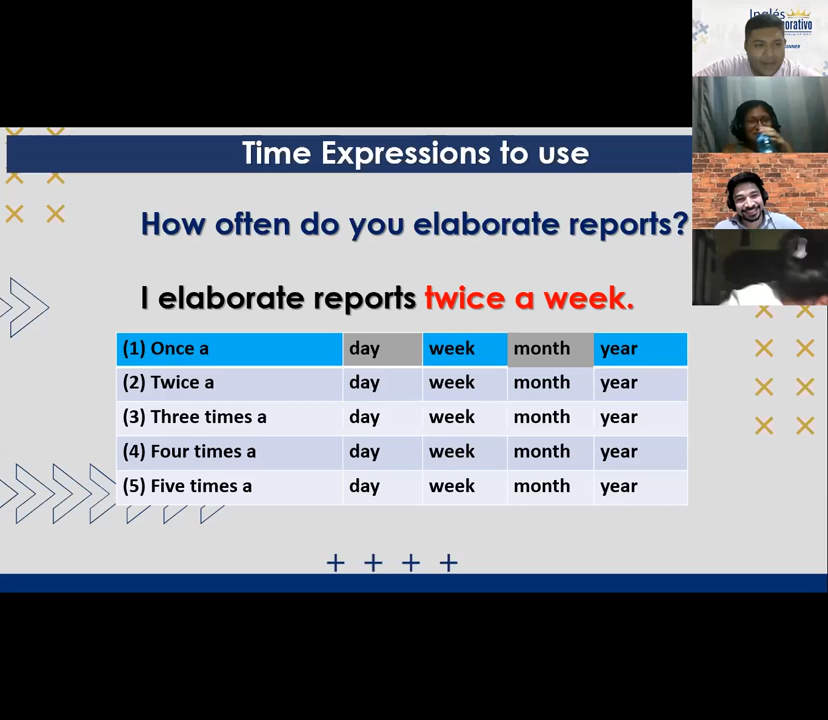 Inglés
Time Expressions to use
How often do you elaborate reports?
I elaborate reports twice a week.
(1) Once a day week month year
(2) Twice a day week month year
(3) Three times a day week month year
(4) Four times a day week month year
(5) Five times a day week month year